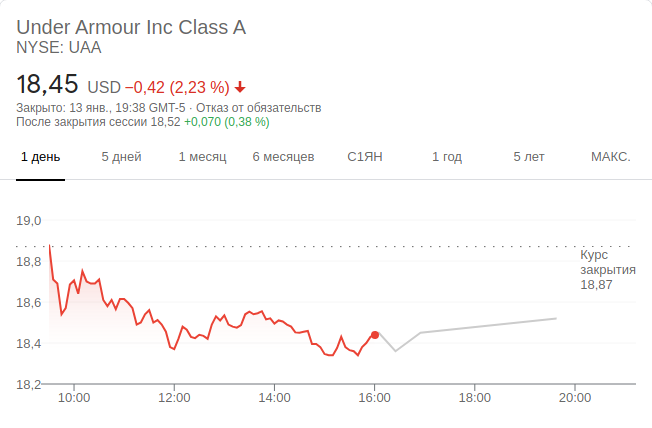 Under Armour Inc Class A
NYSE: UAA
18,45 USD −0,42 (2,23 %)
Закрыто: 13 янв., 19:38 GMT-5 · Отказ от обязательств
После закрытия сессии 18,52 +0,070 (0,38 %)
1 день 5 дней 1 месяц 6 месяцев С1ЯН 1 год 5 лет МАКС.
19,0
18,8
18,6
18,4
18,2
Курс
закрытия
18,87
10:00 12:00 14:00 16:00 18:00 20:00